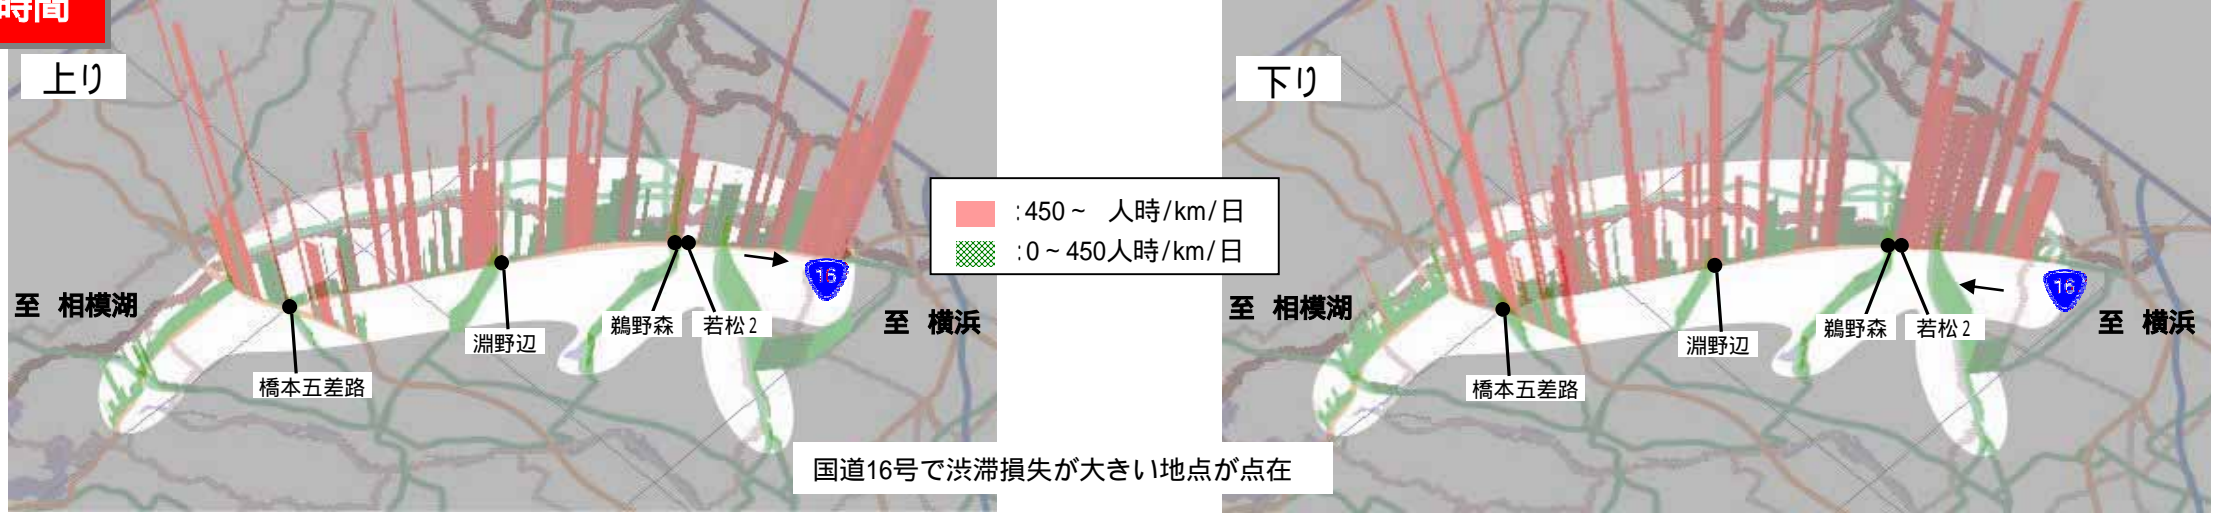 時間
上り
至 相模湖
橋本五差路
淵野辺
鵜野森
若松2
16
至 横浜
:450～ 人時/km/日
:0～450人時/km/日
国道16号で渋滞損失が大きい地点が点在
下り
至 相模湖
橋本五差路
淵野辺
鵜野森
若松2
16
至 横浜